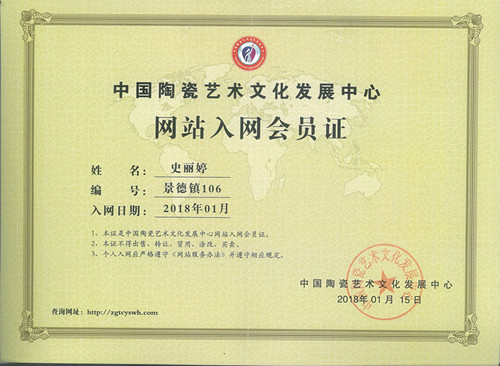 中国陶瓷艺术文化发展中心
网站入网会员证
姓 名： 史丽婷
编 号： 景德镇106
入网日期： 2018年01月
1、本证是中国陶瓷艺术文化发展中心网站入网会员证。
2、本证不得出售、转让、冒用、涂改、买卖。
3、个人入网应严格遵守《网站服务办法》并遵守相应规定。
中国陶瓷艺术文化发展中心
2018年 01 月 15 日
查询网址：http://zgtcyswh.com